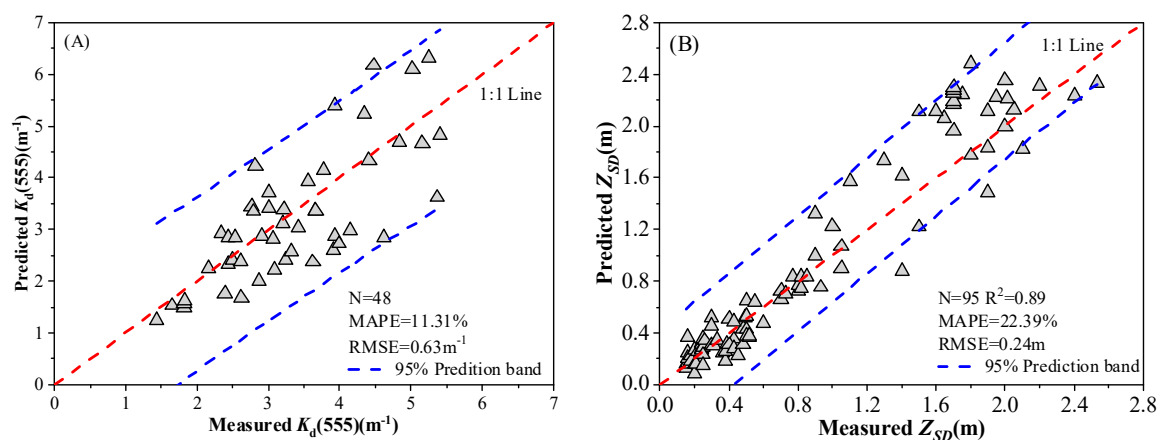 (A)
1:1 Line
N=48
MAPE=11.31%
RMSE=0.63m⁻¹
95% Predition band
Predicted K_d(555)(m⁻¹)
7
6
5
4
3
2
1
0
0 1 2 3 4 5 6 7
Measured K_d(555)(m⁻¹)
(B)
1:1 Line
N=95 R²=0.89
MAPE=22.39%
RMSE=0.24m
95% Prediction band
Predicted Z_SD(m)
2.8
2.4
2.0
1.6
1.2
0.8
0.4
0.0
0.0 0.4 0.8 1.2 1.6 2.0 2.4 2.8
Measured Z_SD(m)